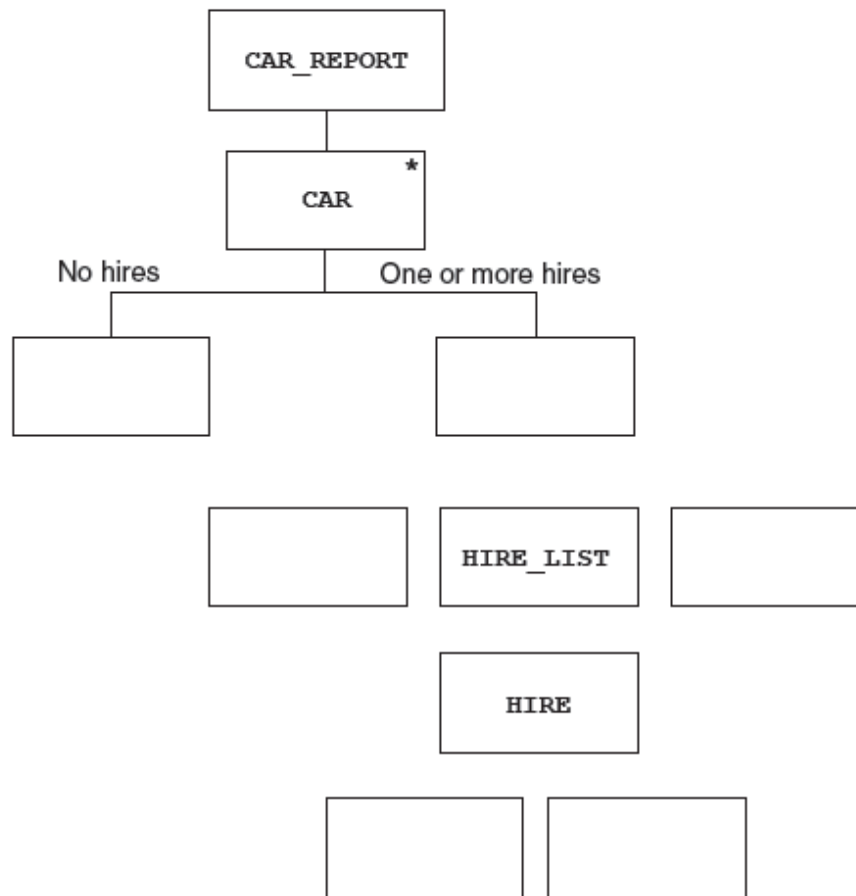 CAR_REPORT
*
CAR
No hires
One or more hires
HIRE_LIST
HIRE